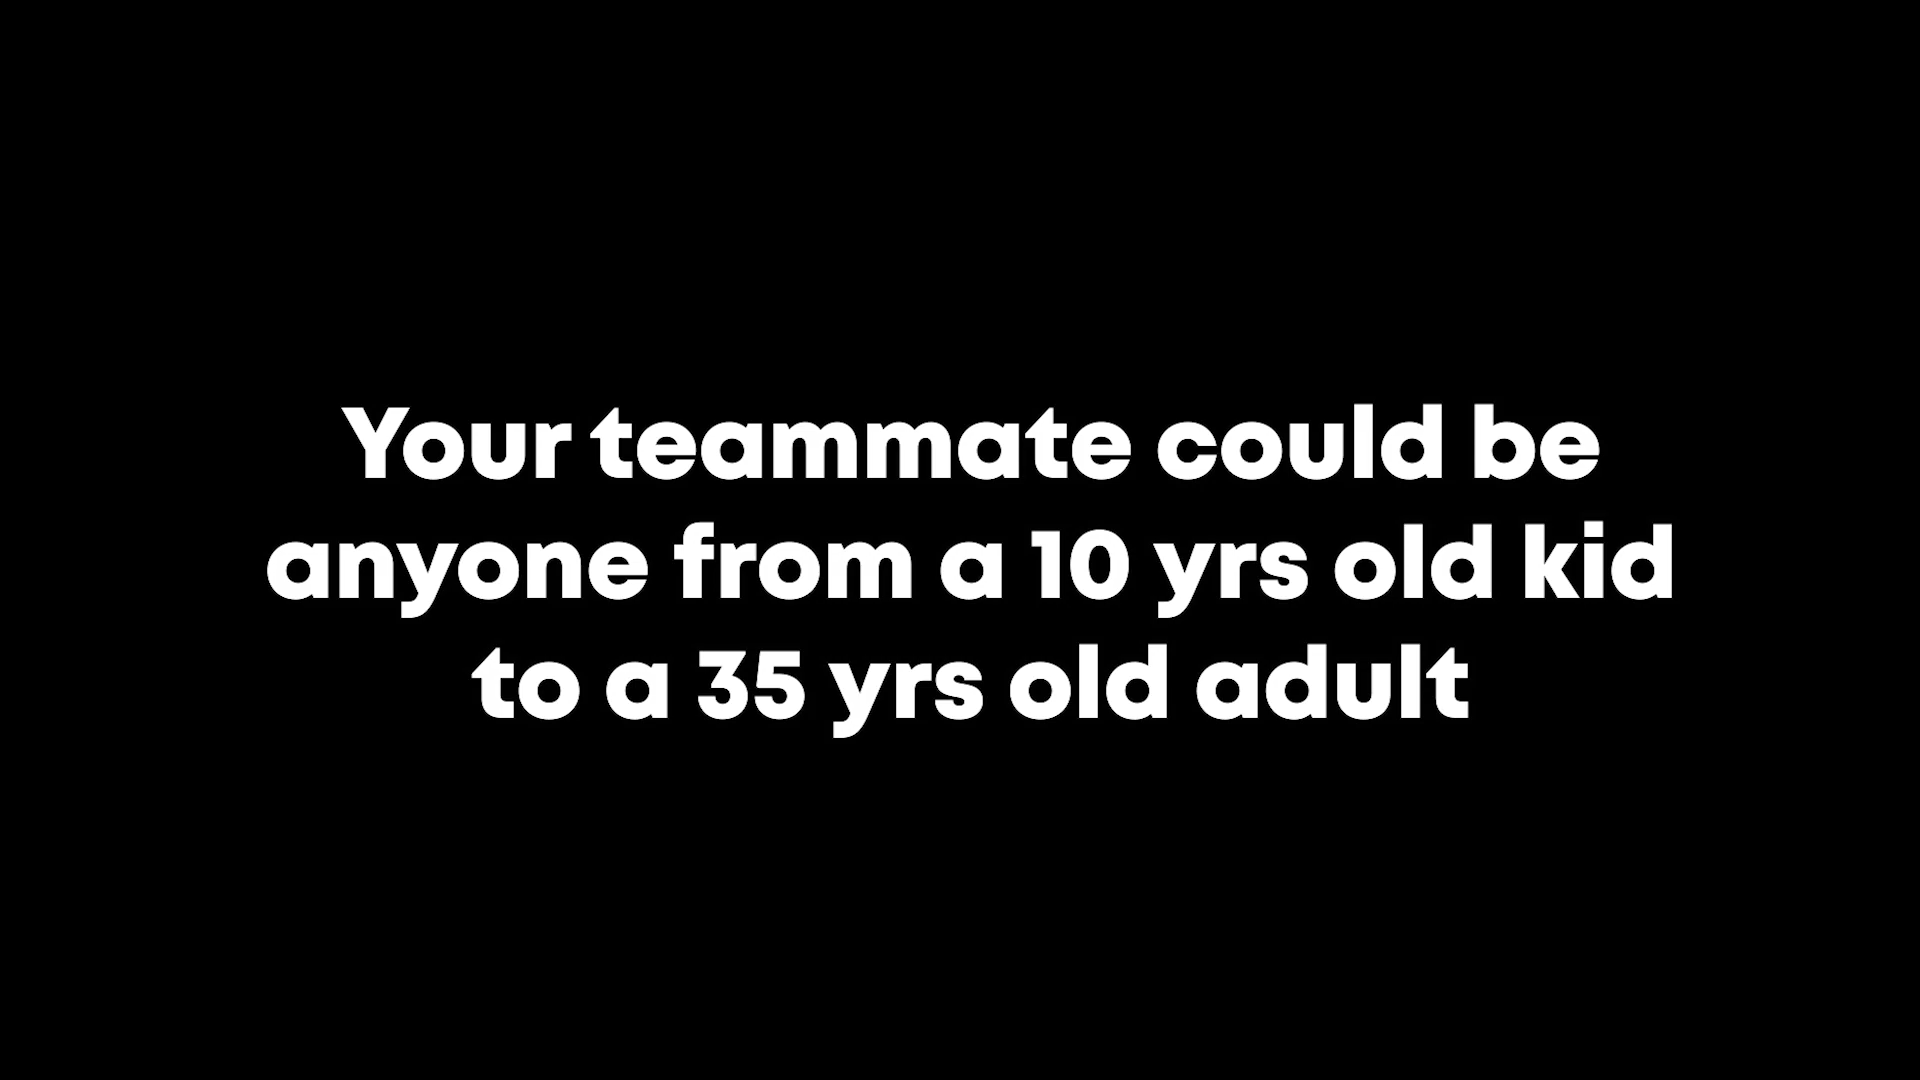 Your teammate could be
anyone from a 10 yrs old kid
to a 35 yrs old adult